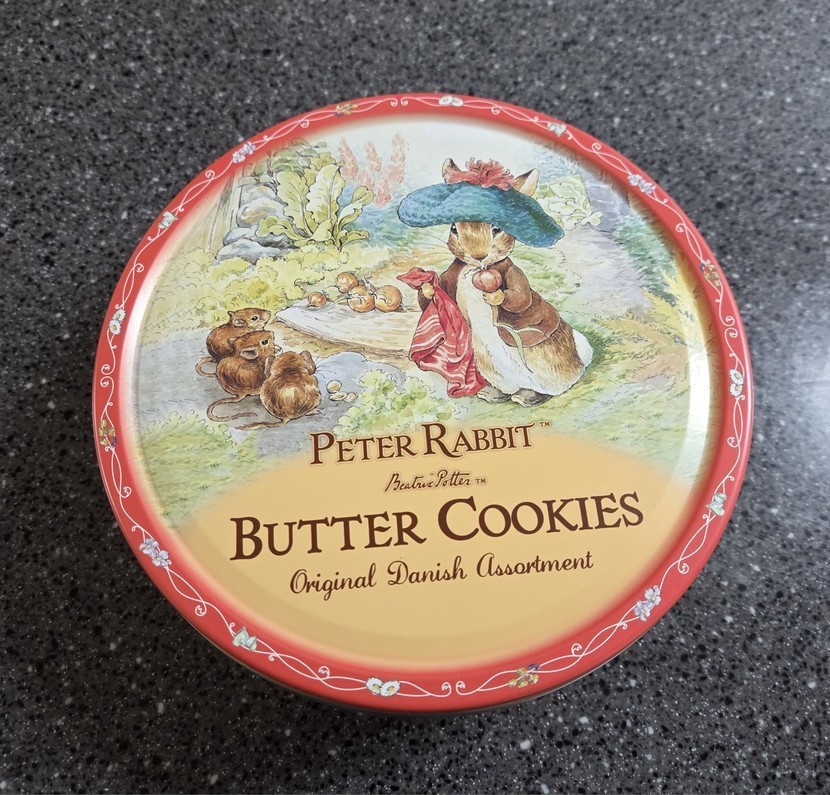 PETER RABBIT™
Beatrix Potter™
BUTTER COOKIES
Original Danish Assortment